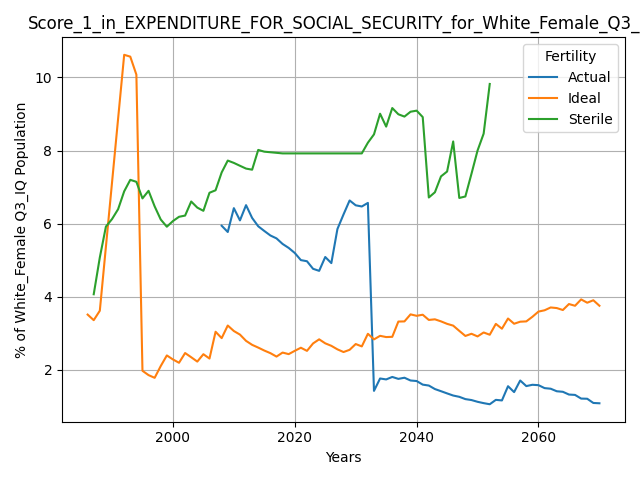 Score_1_in_EXPENDITURE_FOR_SOCIAL_SECURITY_for_White_Female_Q3_
% of White_Female Q3_IQ Population
10
8
6
4
2
Fertility
Actual
Ideal
Sterile
2000
2020
2040
2060
Years